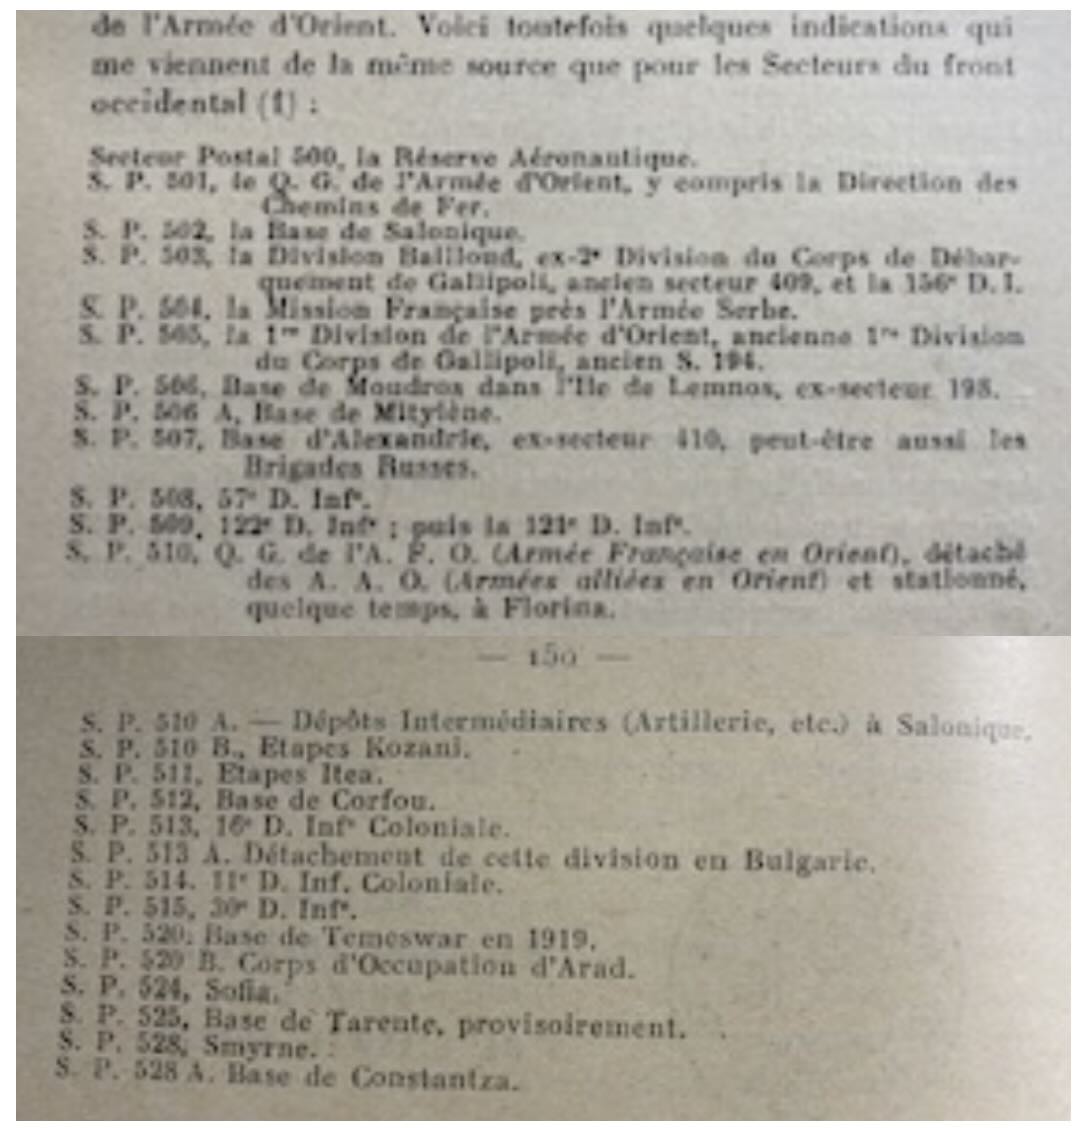 de l'Armée d'Orient. Voici toutefois quelques indications qui
me viennent de la même source que pour les Secteurs du front
occidental (1) :
Secteur Postal 500, la Réserve Aéronautique.
S. P. 501, le Q. G. de l'Armée d'Orient, y compris la Direction des
Chemins de Fer.
S. P. 502, la Base de Salonique.
S. P. 503, la Division Bailloud, ex-2e Division du Corps de Débar-
quement de Gallipoli, ancien secteur 409, et la 156e D. I.
S. P. 504, la Mission Française près l'Armée Serbe.
S. P. 505, la 1re Division de l'Armée d'Orient, ancienne 1re Division
du Corps de Gallipoli, ancien S. 194.
S. P. 506, Base de Moudros dans l'Ile de Lemnos, ex-secteur 198.
S. P. 506 A, Base de Mitylène.
S. P. 507, Base d'Alexandrie, ex-secteur 410, peut-être aussi les
Brigades Russes.
S. P. 508, 57e D. Infe.
S. P. 509, 122e D. Infe ; puis la 121e D. Infe.
S. P. 510, Q. G. de l'A. F. O. (Armée Française en Orient), détaché
des A. A. O. (Armées alliées en Orient) et stationné,
quelque temps, à Florina.
— 150 —
S. P. 510 A. — Dépôts Intermédiaires (Artillerie, etc.) à Salonique.
S. P. 510 B., Etapes Kozani.
S. P. 511, Etapes Itea.
S. P. 512, Base de Corfou.
S. P. 513, 16e D. Infe Coloniale.
S. P. 513 A. Détachement de cette division en Bulgarie.
S. P. 514. 11e D. Inf. Coloniale.
S. P. 515, 30e D. Infe.
S. P. 520, Base de Temeswar en 1919.
S. P. 520 B. Corps d'Occupation d'Arad.
S. P. 524, Sofia.
S. P. 525, Base de Tarente, provisoirement.
S. P. 528, Smyrne.
S. P. 528 A. Base de Constantza.